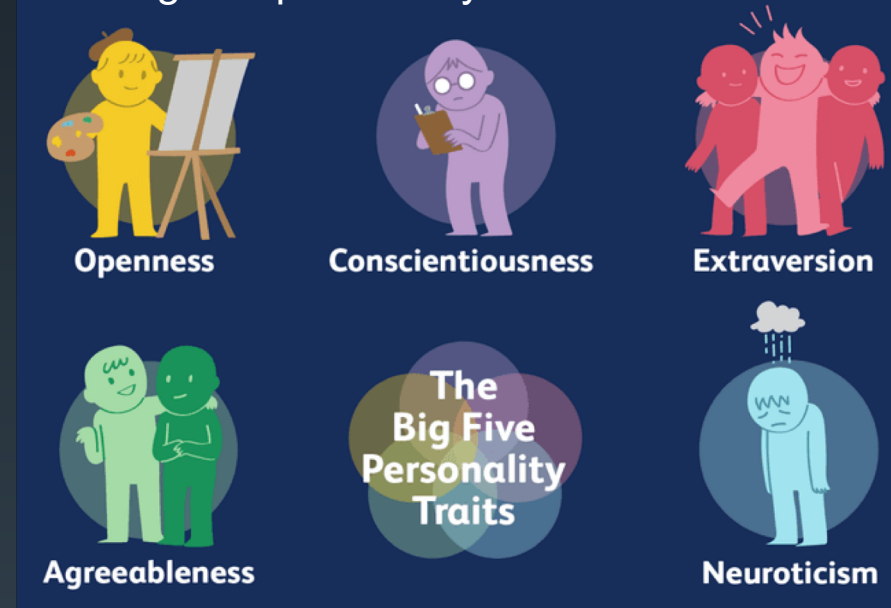 Openness
Conscientiousness
Extraversion
The
Big Five
Personality
Traits
Agreeableness
Neuroticism